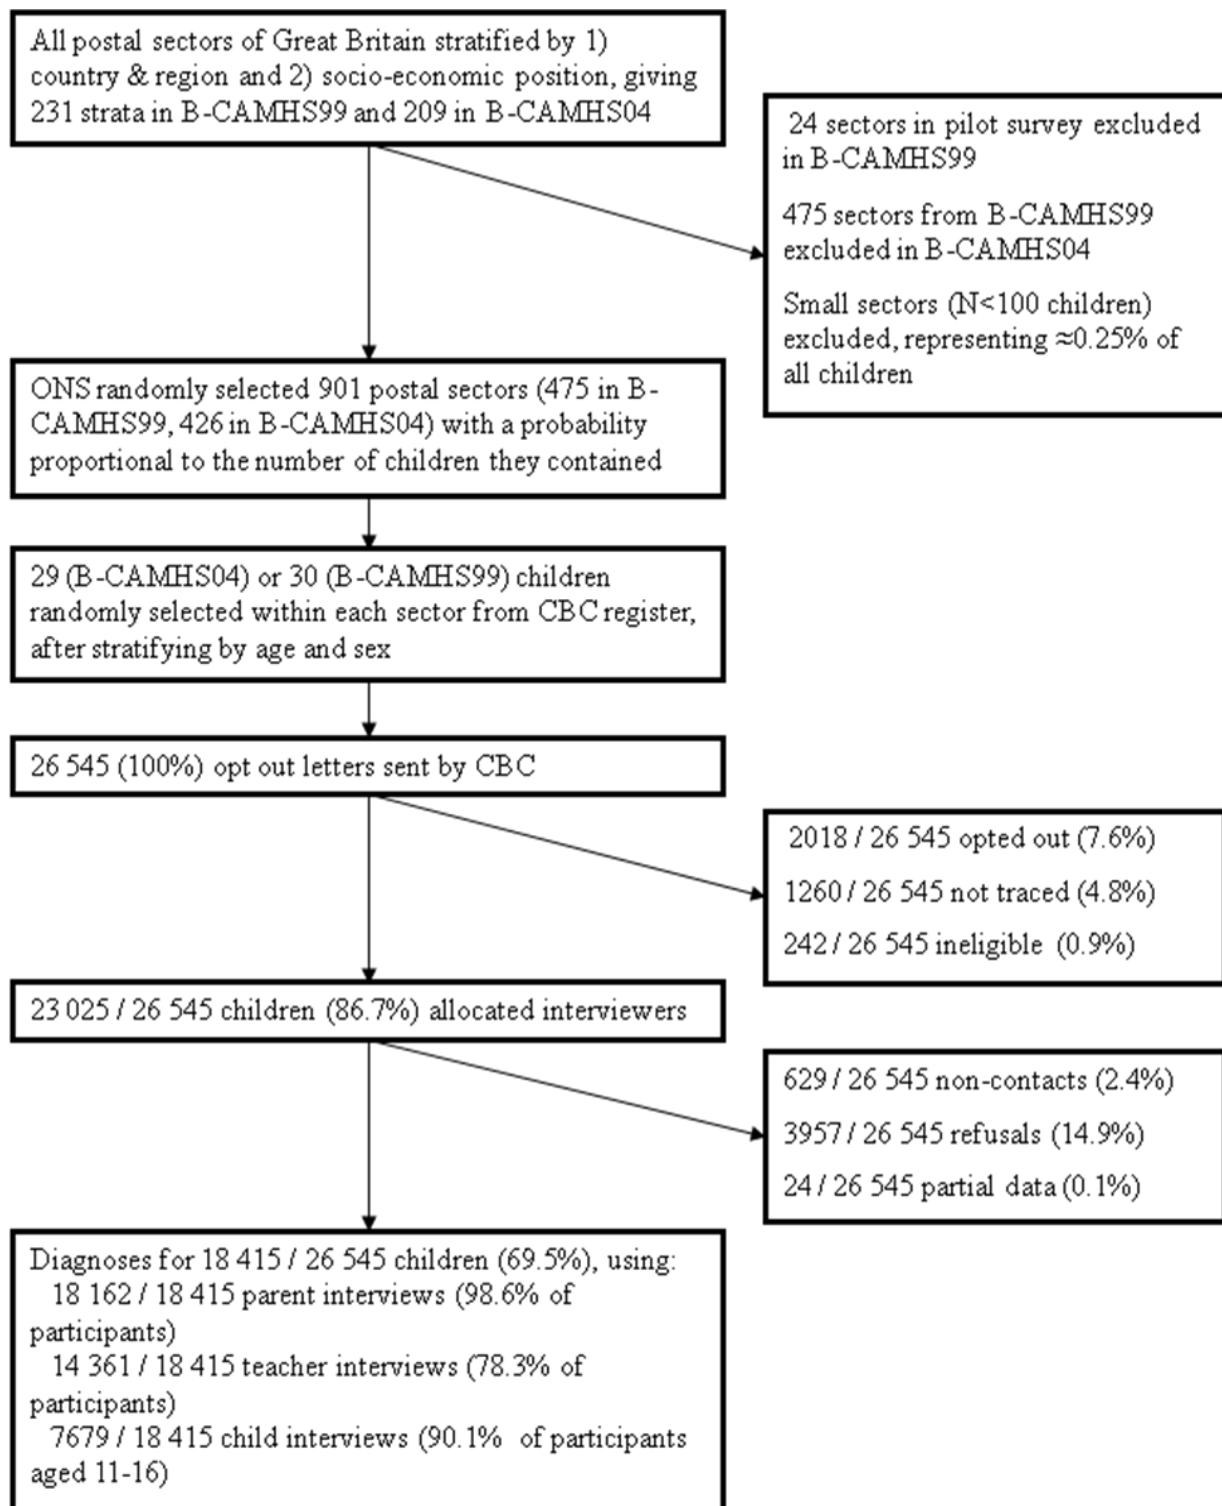 All postal sectors of Great Britain stratified by 1)
country & region and 2) socio-economic position, giving
231 strata in B-CAMHS99 and 209 in B-CAMHS04
24 sectors in pilot survey excluded
in B-CAMHS99
475 sectors from B-CAMHS99
excluded in B-CAMHS04
Small sectors (N<100 children)
excluded, representing ≈0.25% of
all children
ONS randomly selected 901 postal sectors (475 in B-
CAMHS99, 426 in B-CAMHS04) with a probability
proportional to the number of children they contained
29 (B-CAMHS04) or 30 (B-CAMHS99) children
randomly selected within each sector from CBC register,
after stratifying by age and sex
26 545 (100%) opt out letters sent by CBC
2018 / 26 545 opted out (7.6%)
1260 / 26 545 not traced (4.8%)
242 / 26 545 ineligible (0.9%)
23 025 / 26 545 children (86.7%) allocated interviewers
629 / 26 545 non-contacts (2.4%)
3957 / 26 545 refusals (14.9%)
24 / 26 545 partial data (0.1%)
Diagnoses for 18 415 / 26 545 children (69.5%), using:
18 162 / 18 415 parent interviews (98.6% of
participants)
14 361 / 18 415 teacher interviews (78.3% of
participants)
7679 / 18 415 child interviews (90.1% of participants
aged 11-16)